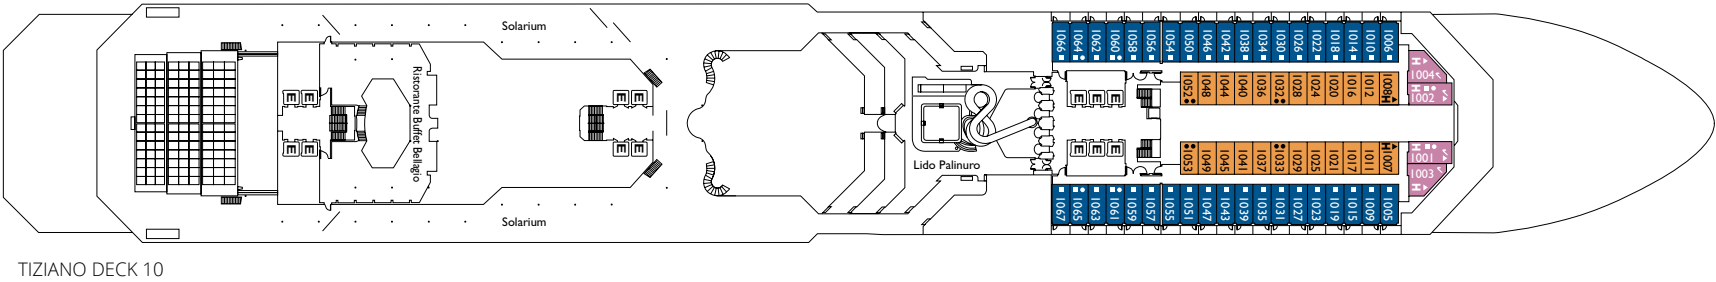 Solarium
1066 1064 1062 1060 1058 1056 1054 1050 1046 1042 1038 1034 1030 1026 1022 1018 1014 1010 1006
1052 1048 1044 1040 1036 1032 1028 1024 1020 1016 1012 1008 H
H 1004
H 1002
E E
E E
E E E
Ristorante Buffet Bellagio
Lido Palinuro
E E
E E
E E E
1053 1049 1045 1041 1037 1033 1029 1025 1021 1017 1011 1007 H
H 1001
H 1003
1067 1065 1063 1061 1059 1057 1055 1051 1047 1043 1039 1035 1031 1027 1023 1019 1015 1009 1005
Solarium
TIZIANO DECK 10